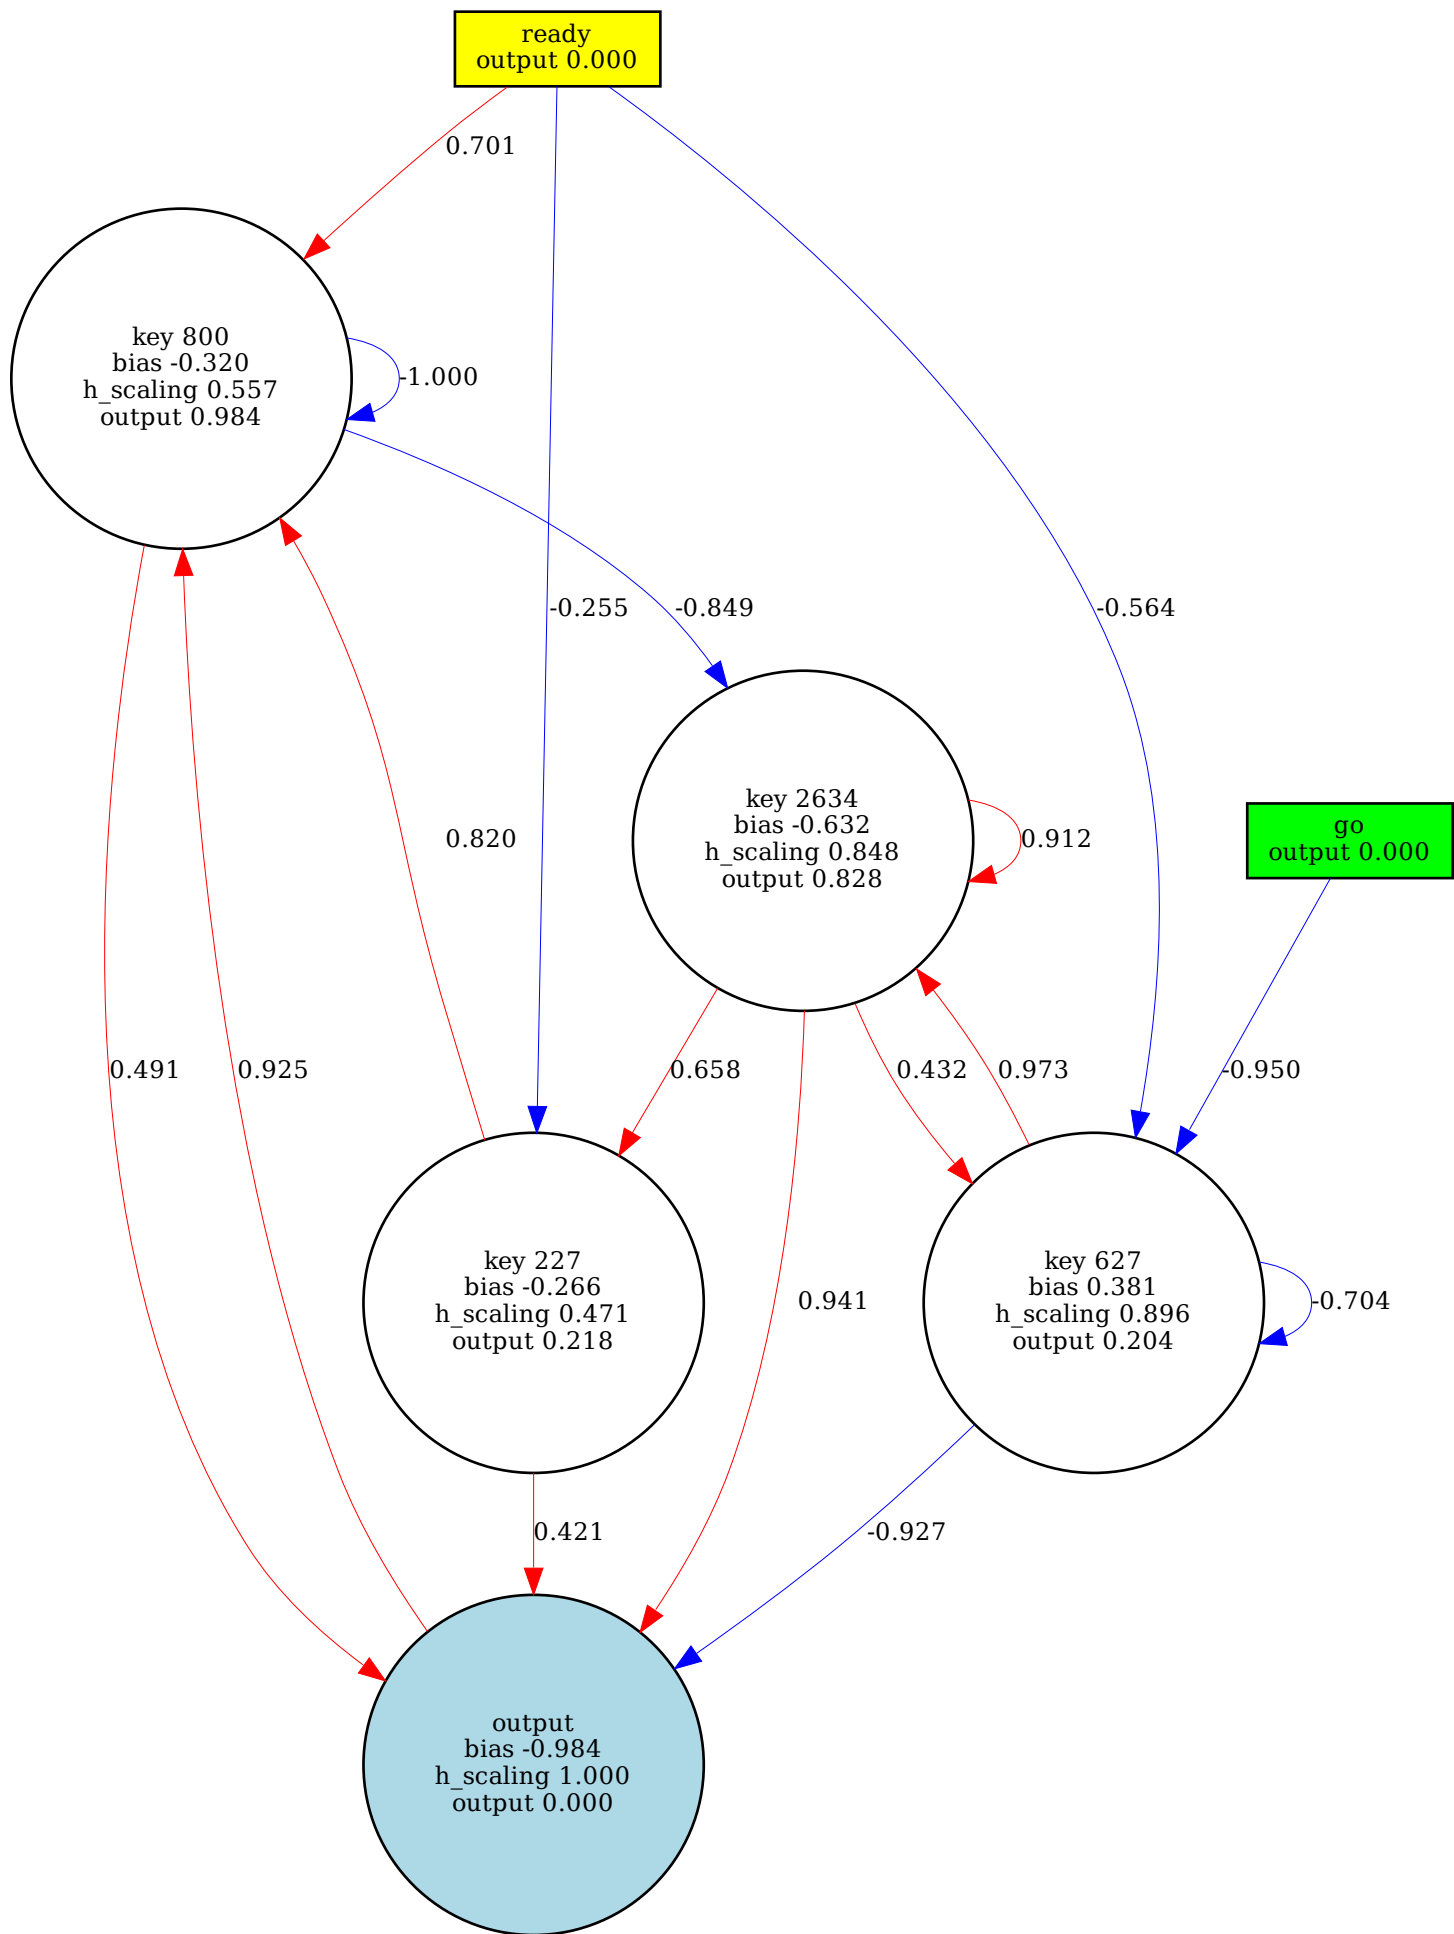 ready
output 0.000
0.701
key 800
bias -0.320
h_scaling 0.557
output 0.984
-1.000
-0.255
-0.849
-0.564
key 2634
bias -0.632
h_scaling 0.848
output 0.828
0.912
0.820
go
output 0.000
0.491
0.925
0.658
0.432
0.973
-0.950
key 227
bias -0.266
h_scaling 0.471
output 0.218
0.941
key 627
bias 0.381
h_scaling 0.896
output 0.204
-0.704
0.421
-0.927
output
bias -0.984
h_scaling 1.000
output 0.000